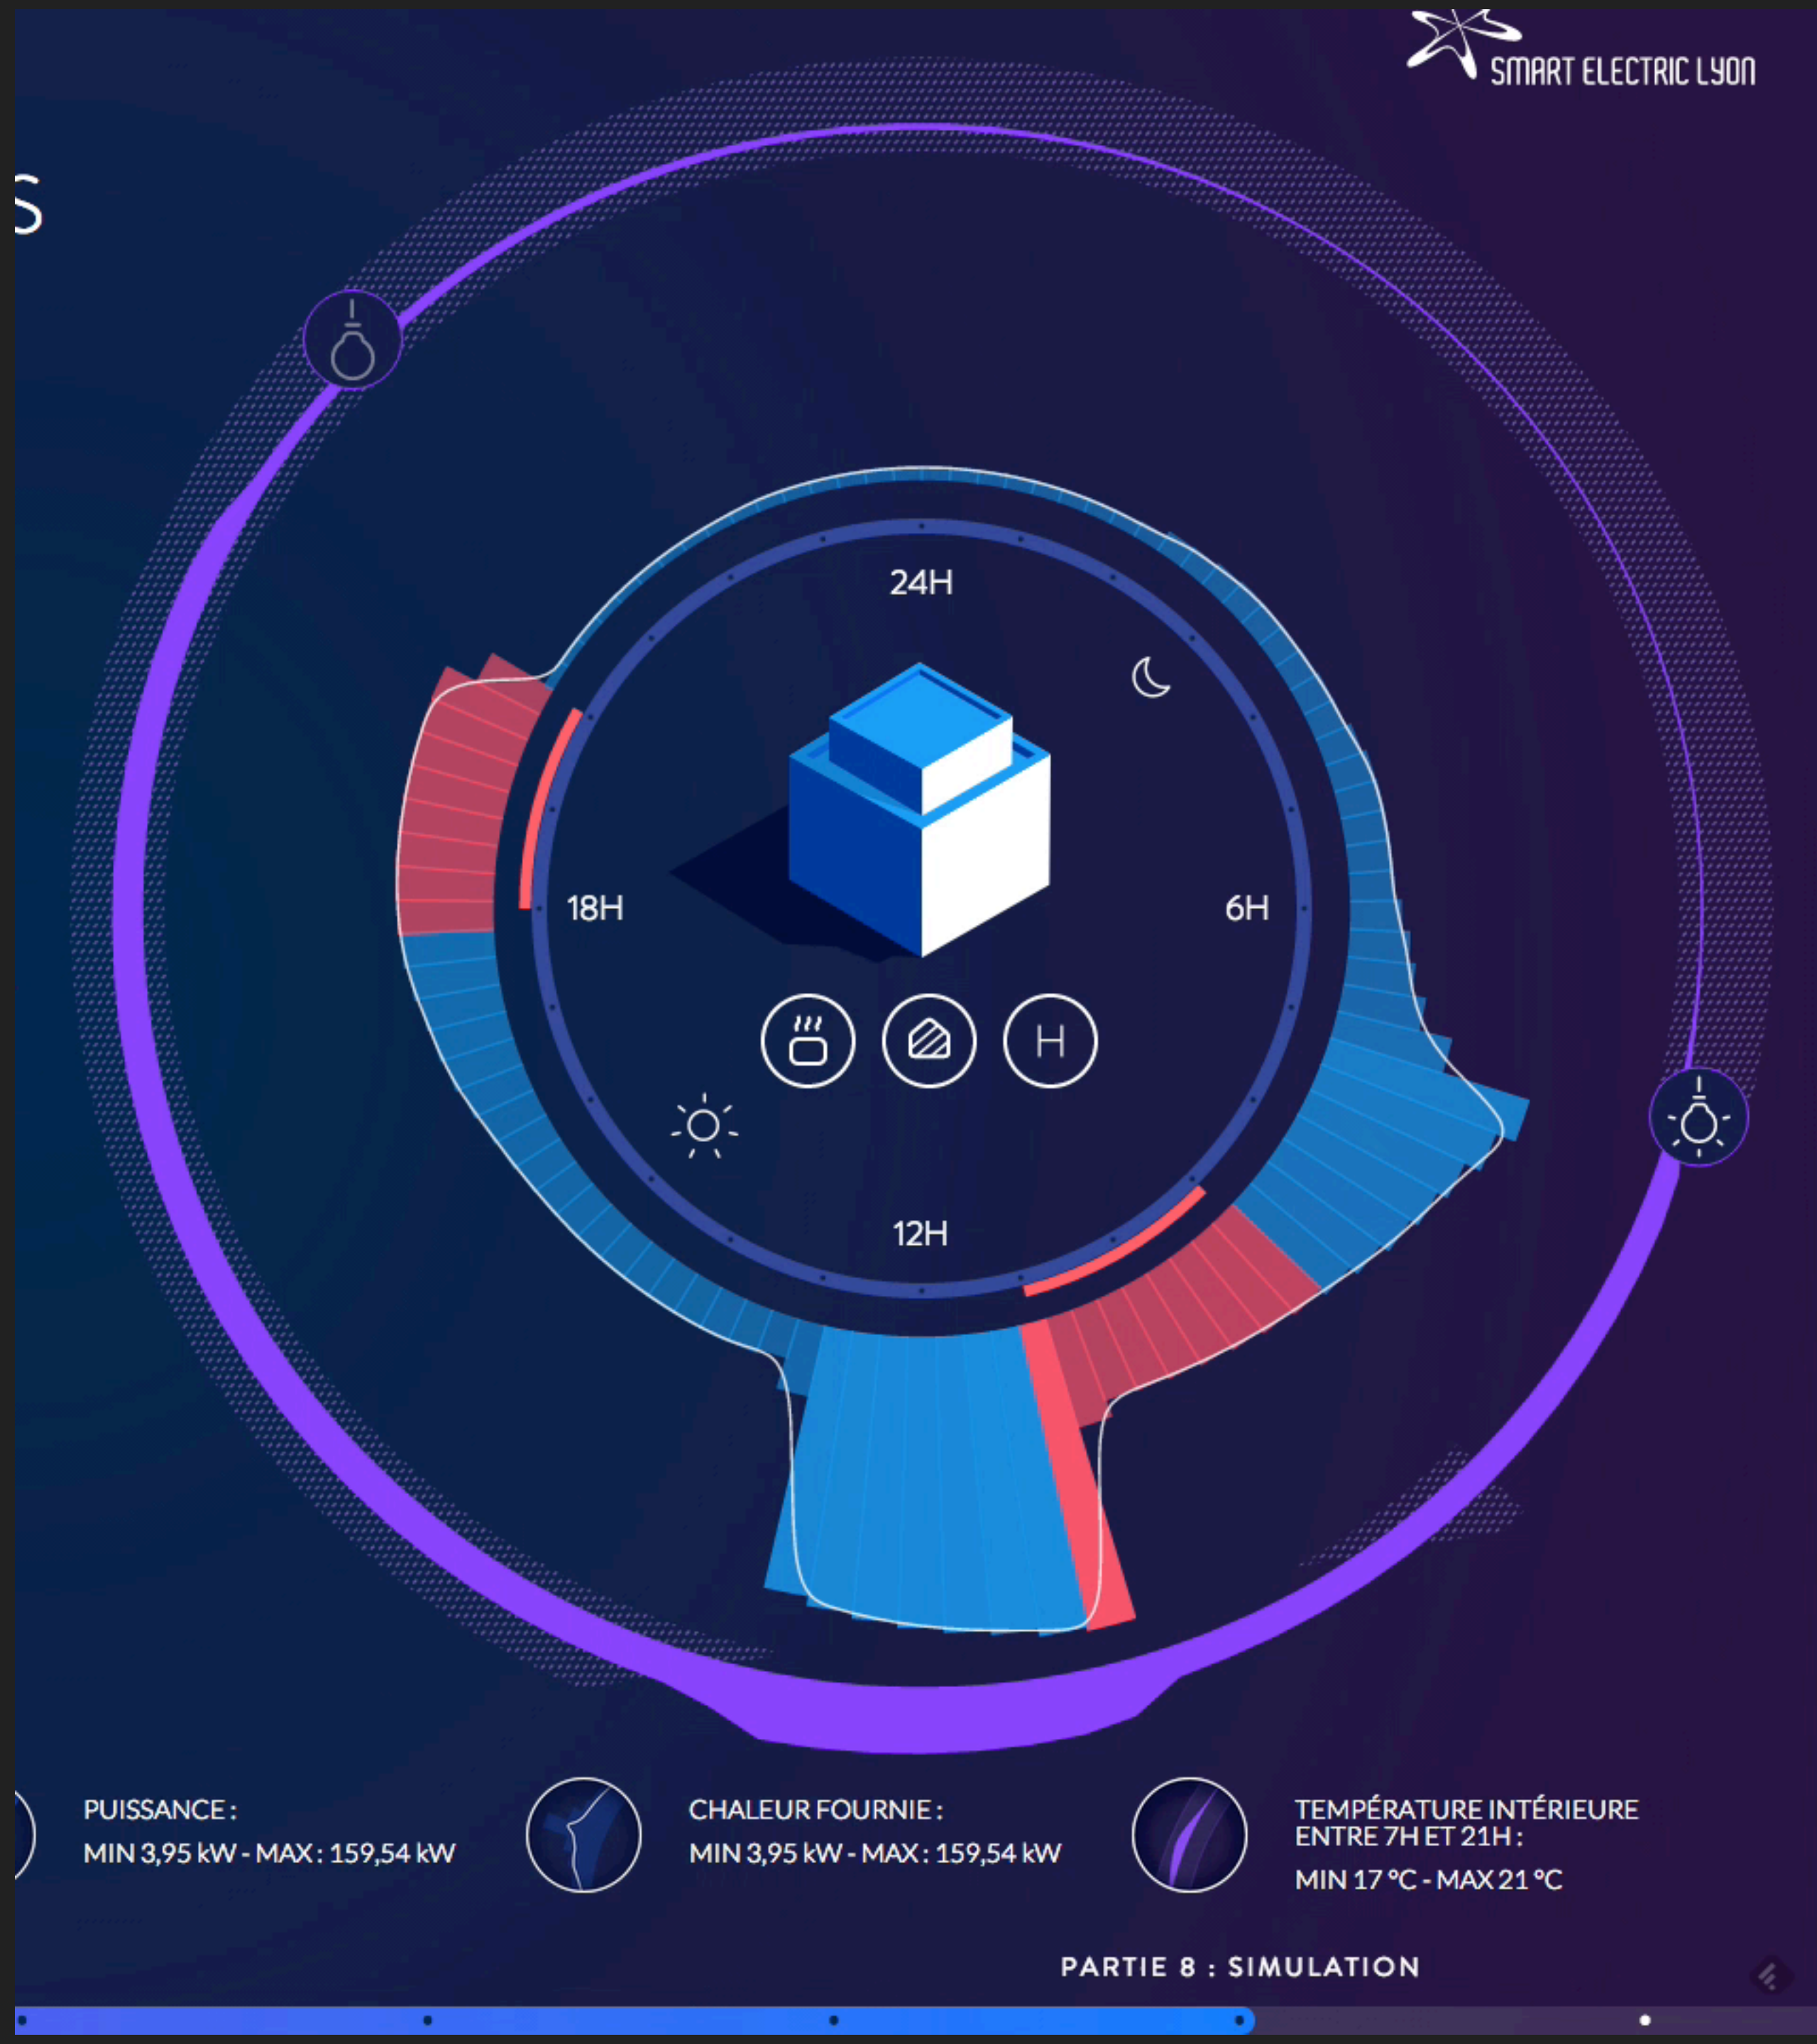 SMART ELECTRIC LYON
S
24H
18H
6H
H
12H
PUISSANCE :
MIN 3,95 kW - MAX : 159,54 kW
CHALEUR FOURNIE :
MIN 3,95 kW - MAX : 159,54 kW
TEMPÉRATURE INTÉRIEURE
ENTRE 7H ET 21H :
MIN 17 °C - MAX 21 °C
PARTIE 8 : SIMULATION